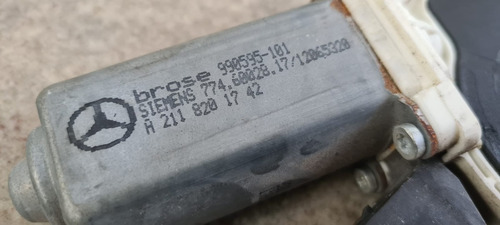 brose 990595-101
SIEMENS 774.60028.17/12065320
A 211 820 17 42